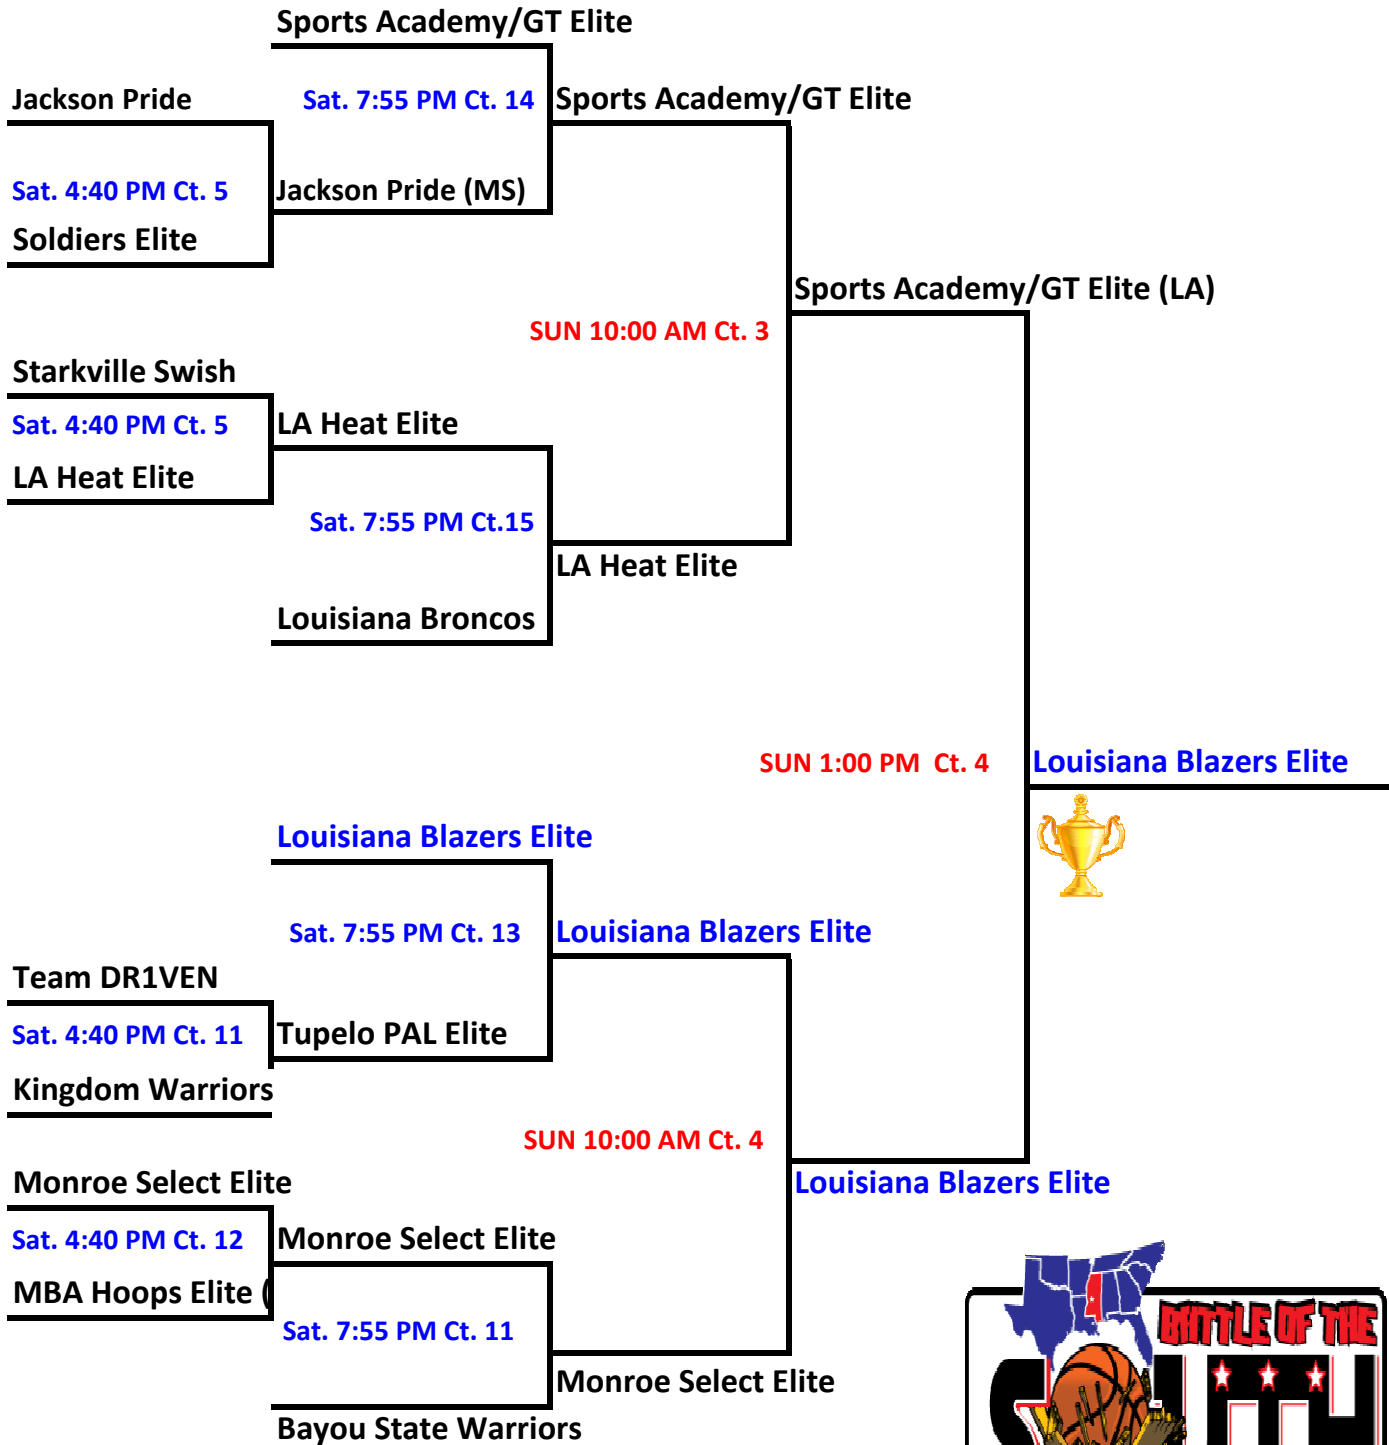 Sports Academy/GT Elite
Jackson Pride
Sat. 7:55 PM Ct. 14
Sports Academy/GT Elite
Sat. 4:40 PM Ct. 5
Jackson Pride (MS)
Soldiers Elite
Sports Academy/GT Elite (LA)
SUN 10:00 AM Ct. 3
Starkville Swish
Sat. 4:40 PM Ct. 5
LA Heat Elite
LA Heat Elite
Sat. 7:55 PM Ct.15
LA Heat Elite
Louisiana Broncos
SUN 1:00 PM Ct. 4
Louisiana Blazers Elite
Louisiana Blazers Elite
Sat. 7:55 PM Ct. 13
Louisiana Blazers Elite
Team DR1VEN
Sat. 4:40 PM Ct. 11
Tupelo PAL Elite
Kingdom Warriors
SUN 10:00 AM Ct. 4
Monroe Select Elite
Louisiana Blazers Elite
Sat. 4:40 PM Ct. 12
Monroe Select Elite
MBA Hoops Elite (
Sat. 7:55 PM Ct. 11
Monroe Select Elite
Bayou State Warriors
BATTLE OF THE
SOUTH